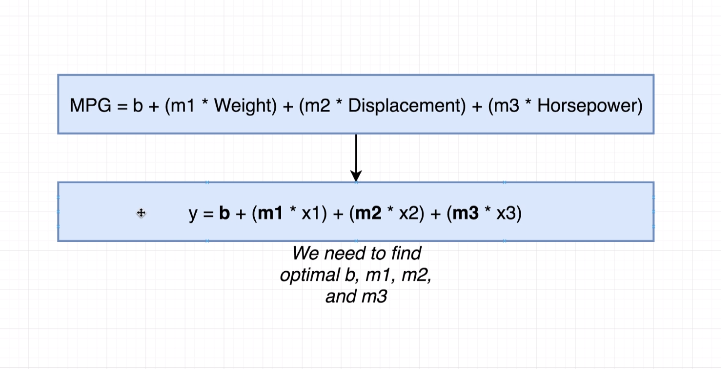 MPG = b + (m1 * Weight) + (m2 * Displacement) + (m3 * Horsepower)
y = b + (m1 * x1) + (m2 * x2) + (m3 * x3)
We need to find
optimal b, m1, m2,
and m3